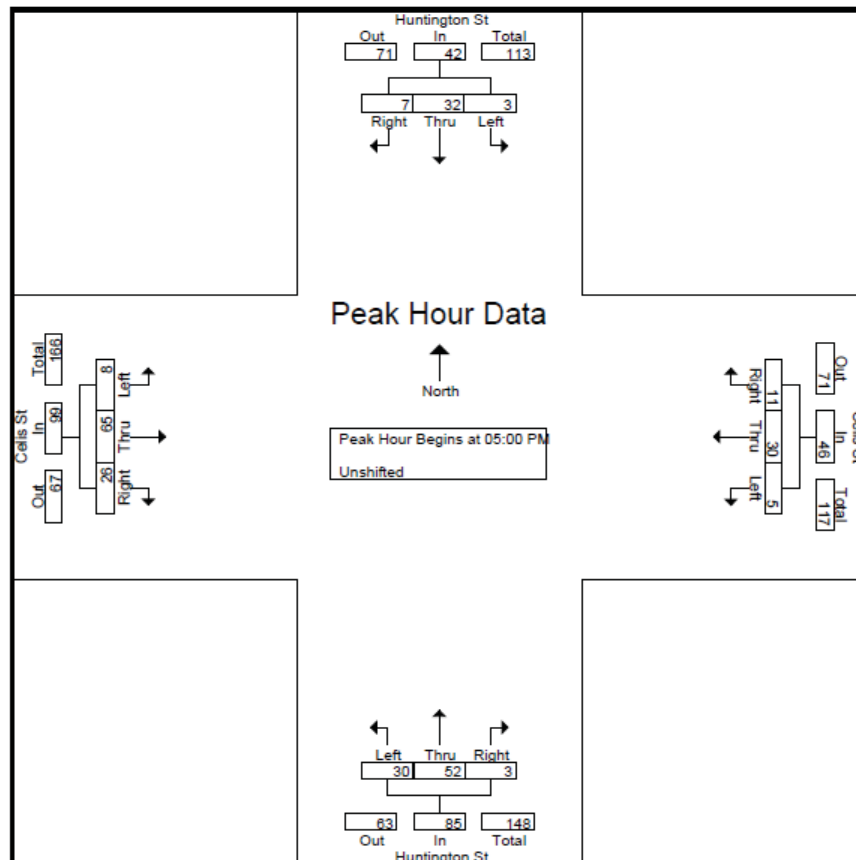 Huntington St
Out In Total
71 42 113
7 32 3
Right Thru Left
Peak Hour Data
North
Peak Hour Begins at 05:00 PM
Unshifted
Celis St
Total In Out
166 99 67
8 65 26
Left Thru Right
Right Thru Left
11 30 5
Out In Total
71 46 117
Celis St
Left Thru Right
30 52 3
63 85 148
Out In Total
Huntington St